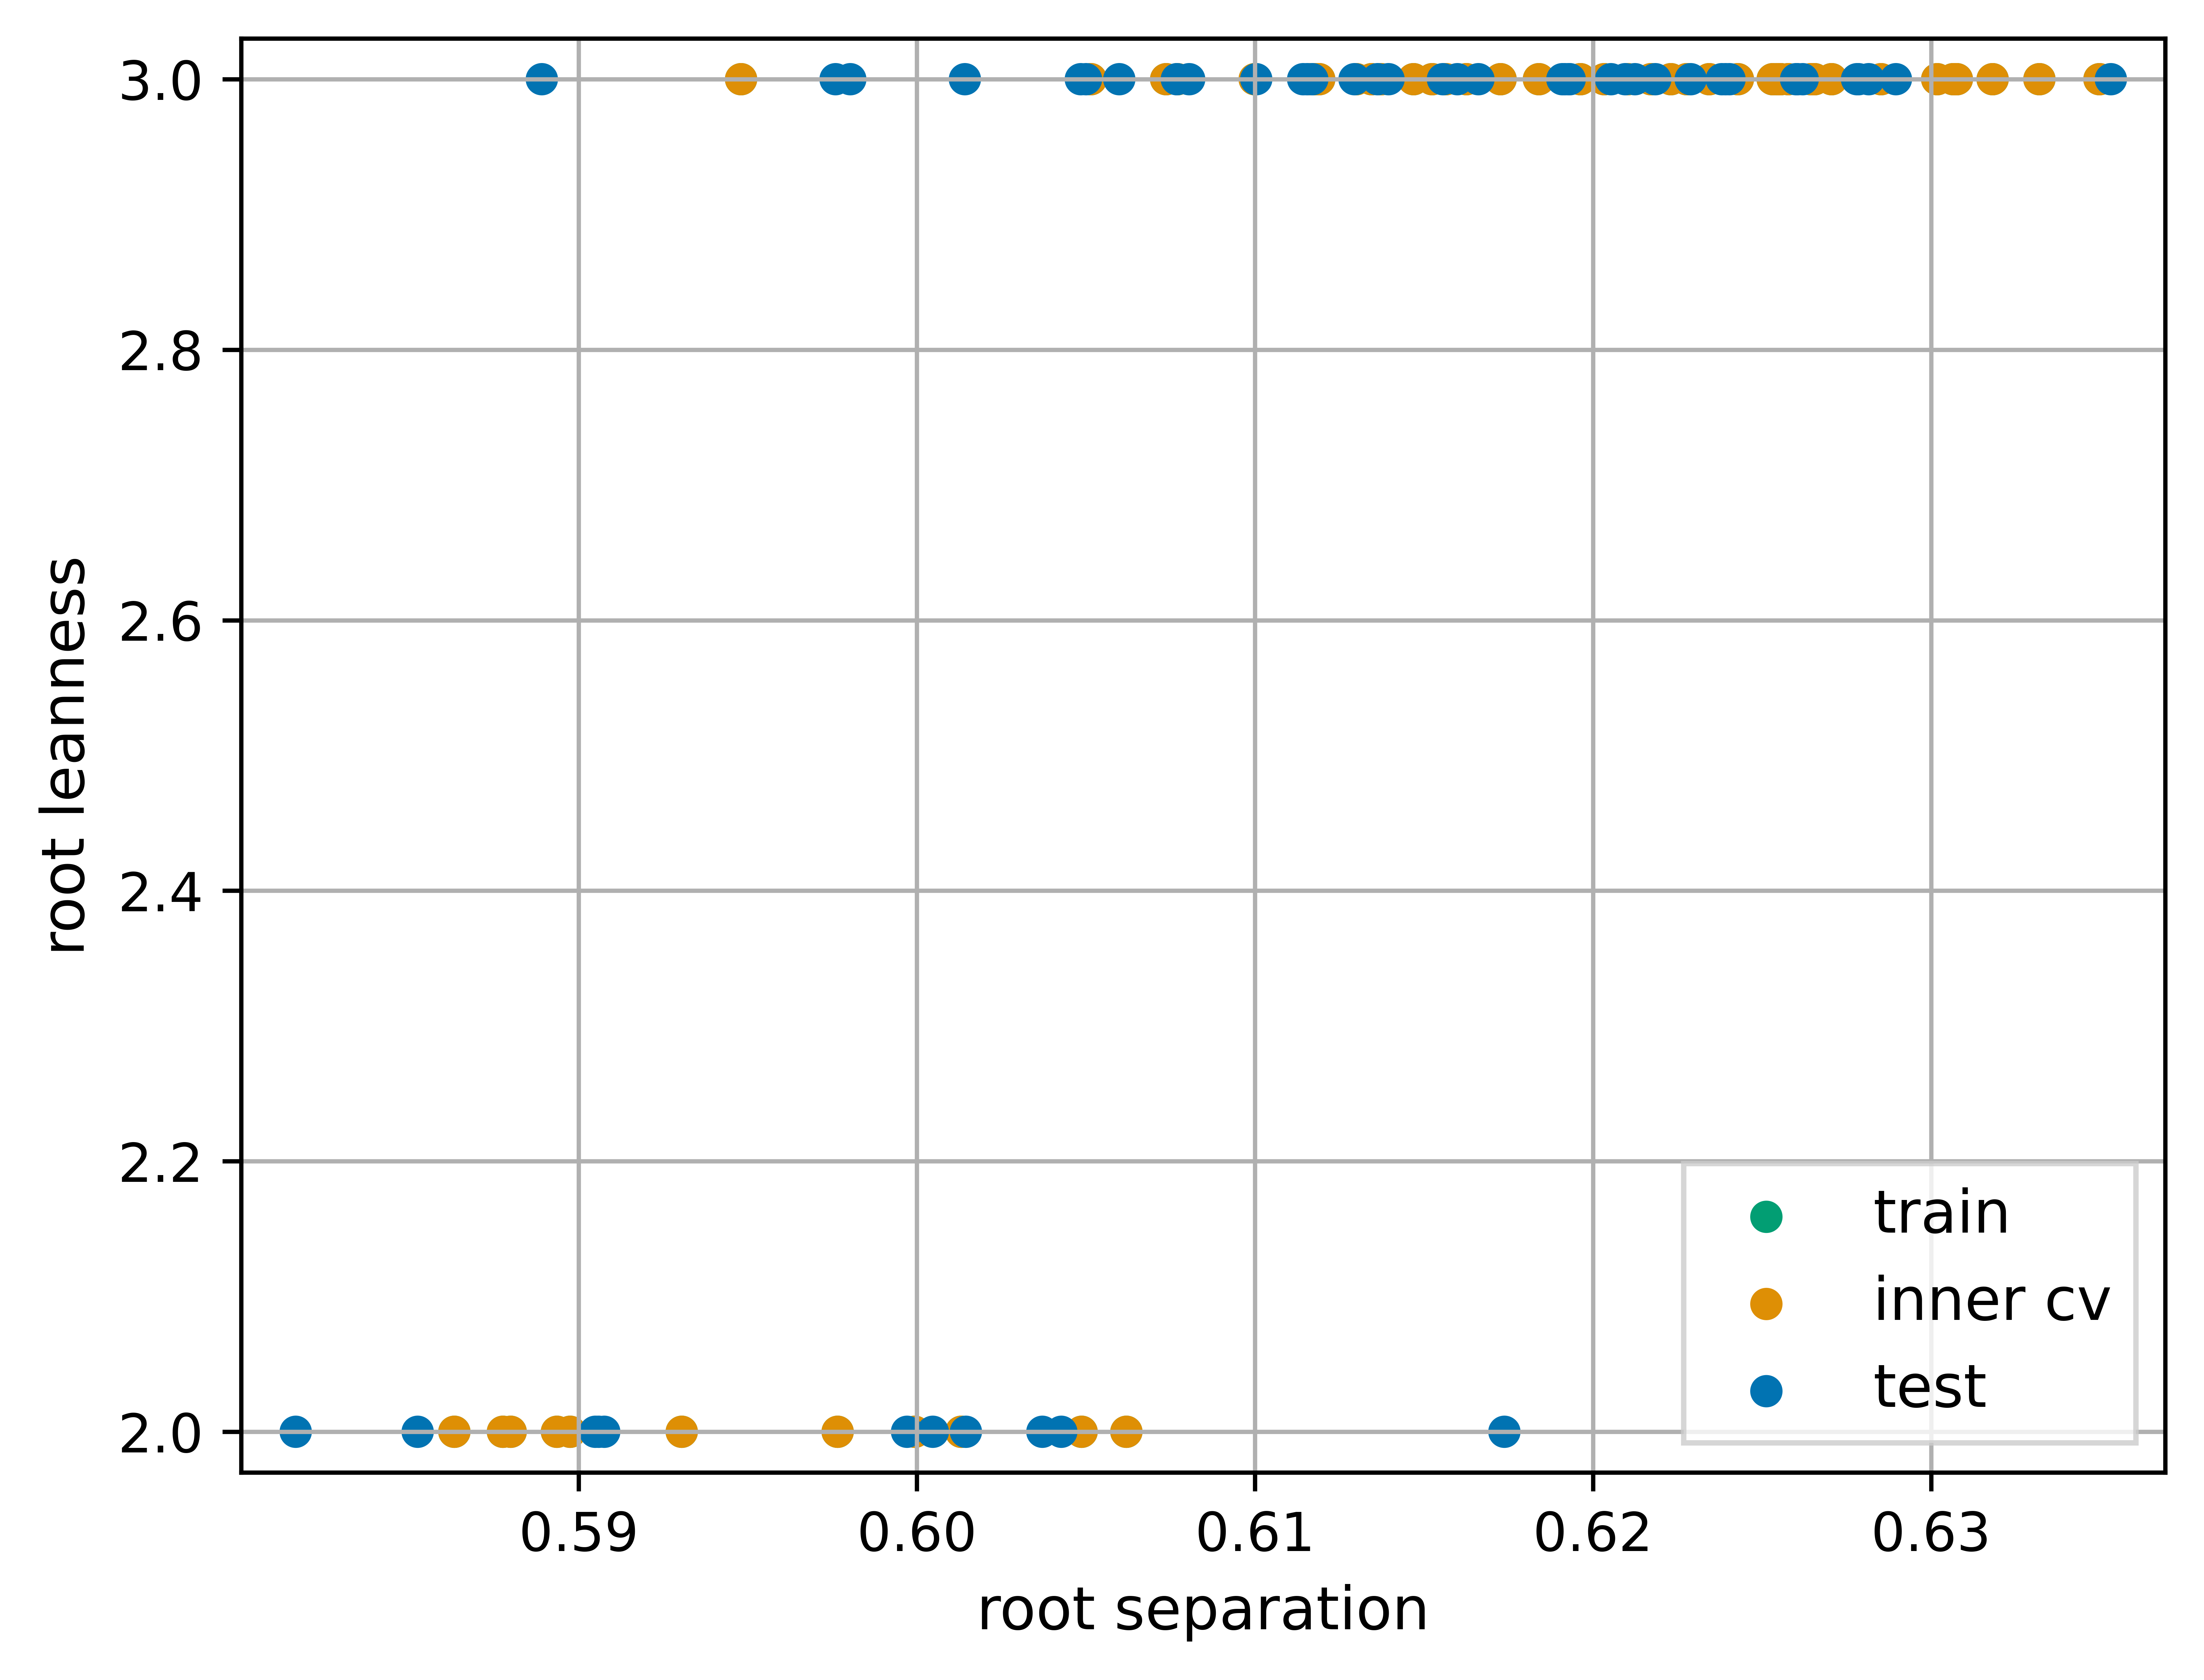 3.0
2.8
2.6
2.4
2.2
2.0
root leanness
train
inner cv
test
0.59 0.60 0.61 0.62 0.63
root separation